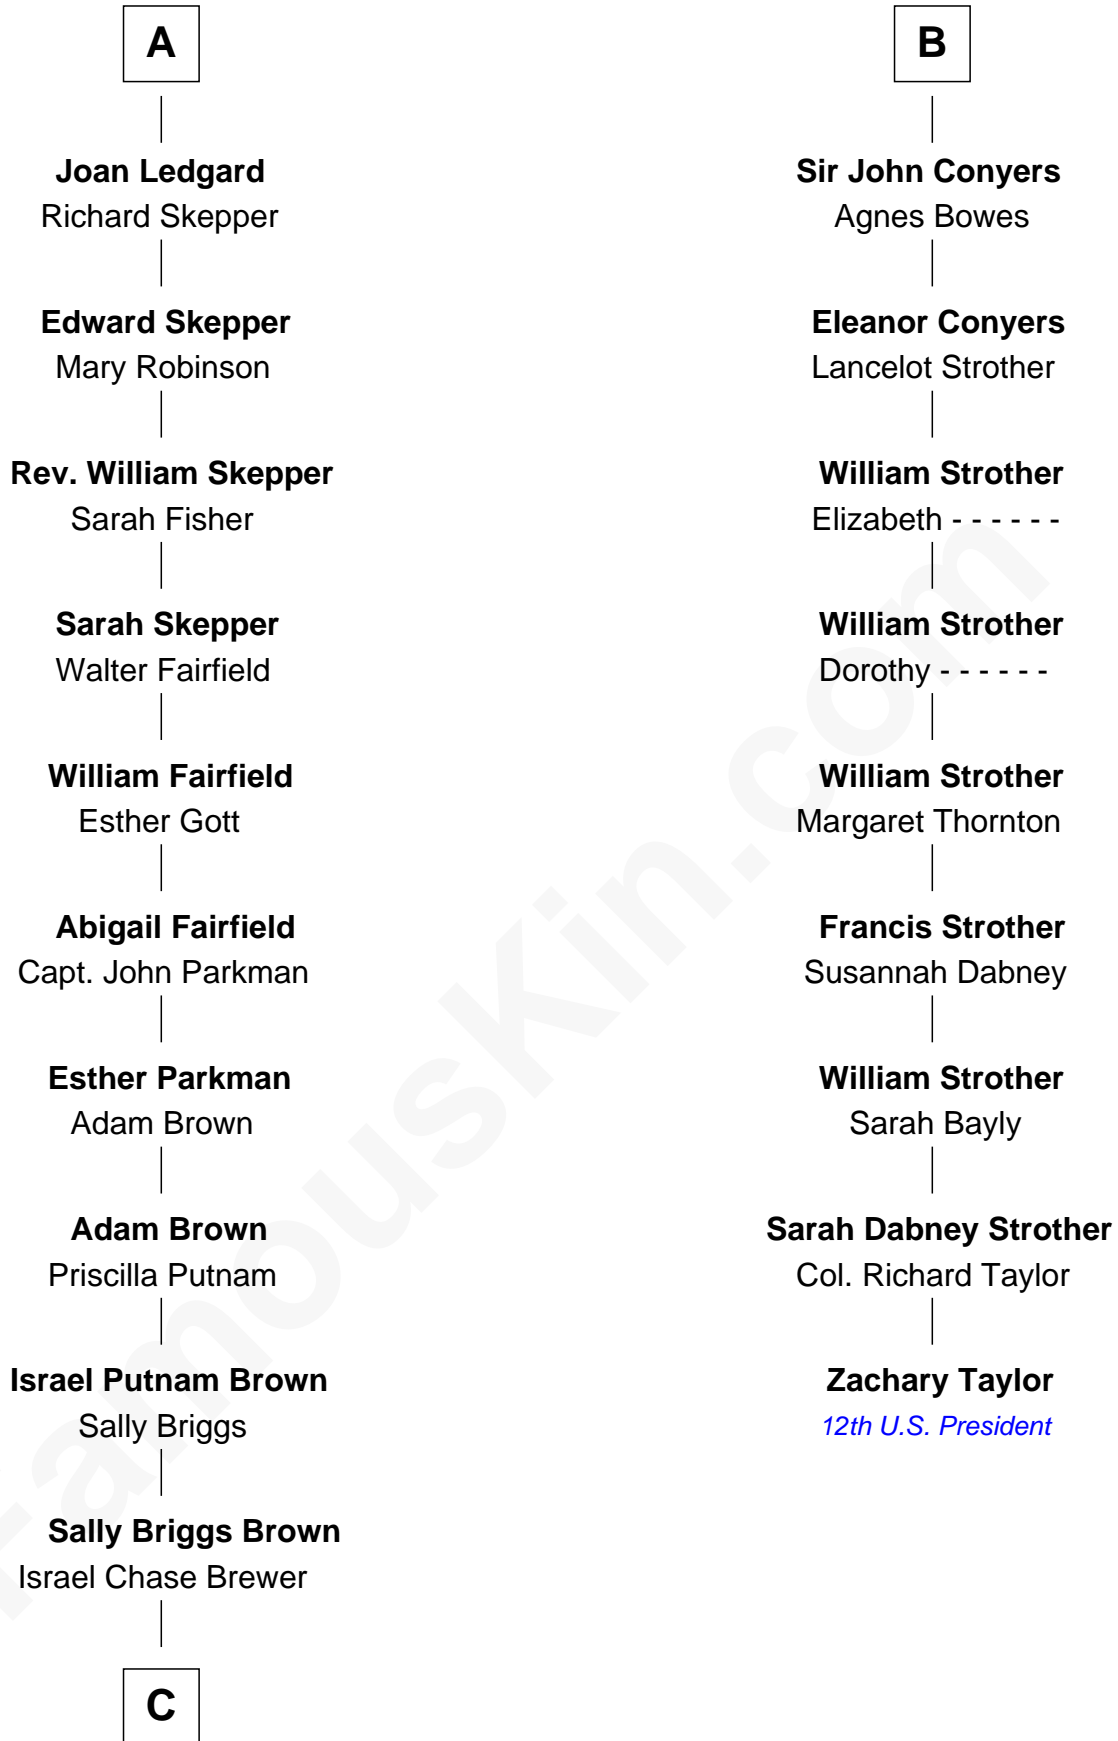 A
Joan Ledgard
Richard Skepper
Edward Skepper
Mary Robinson
Rev. William Skepper
Sarah Fisher
Sarah Skepper
Walter Fairfield
William Fairfield
Esther Gott
Abigail Fairfield
Capt. John Parkman
Esther Parkman
Adam Brown
Adam Brown
Priscilla Putnam
Israel Putnam Brown
Sally Briggs
Sally Briggs Brown
Israel Chase Brewer
C
B
Sir John Conyers
Agnes Bowes
Eleanor Conyers
Lancelot Strother
William Strother
Elizabeth - - - - - -
William Strother
Dorothy - - - - - -
William Strother
Margaret Thornton
Francis Strother
Susannah Dabney
William Strother
Sarah Bayly
Sarah Dabney Strother
Col. Richard Taylor
Zachary Taylor
12th U.S. President
FamousKin.com